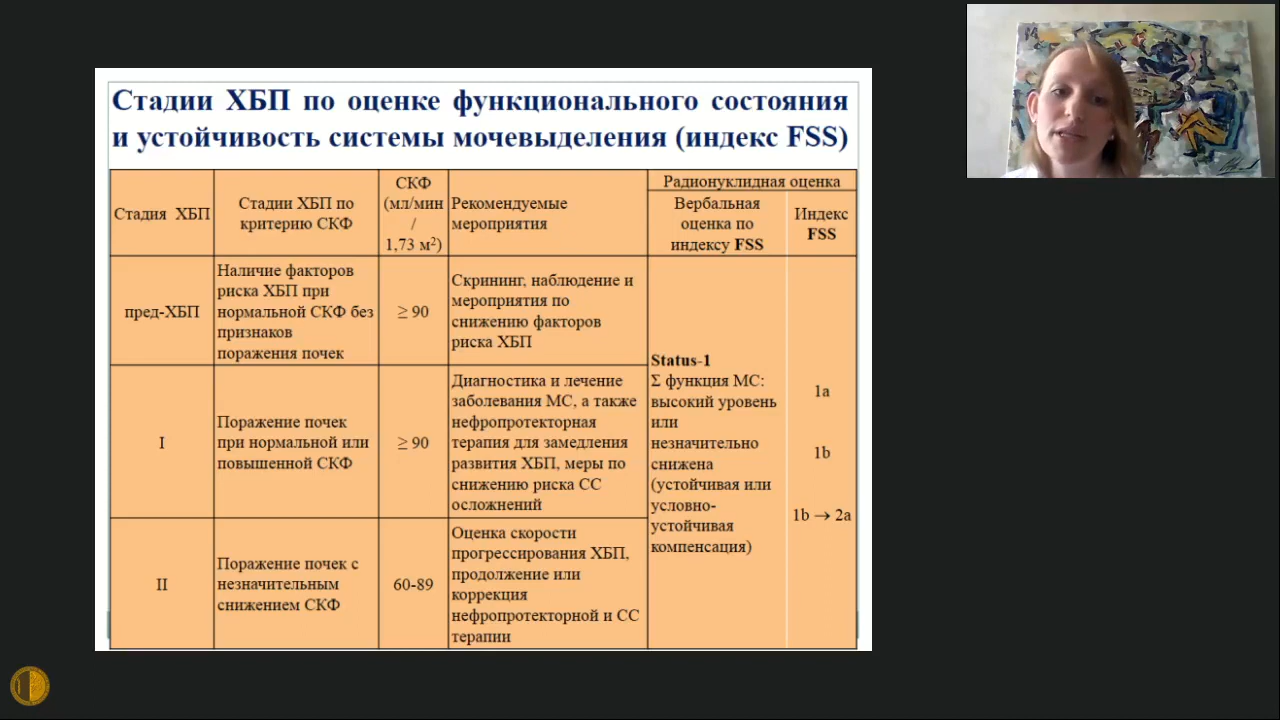 Стадии ХБП по оценке функционального состояния
и устойчивость системы мочевыделения (индекс FSS)
Стадия ХБП
Стадии ХБП по
критерию СКФ
СКФ
(мл/мин
/
1,73 м²)
Рекомендуемые
мероприятия
Радионуклидная оценка
Вербальная
оценка по
индексу FSS
Индекс
FSS
пред-ХБП
Наличие факторов
риска ХБП при
нормальной СКФ без
признаков
поражения почек
≥ 90
Скрининг, наблюдение и
мероприятия по
снижению факторов
риска ХБП
Status-1
Σ функция МС:
высокий уровень
или
незначительно
снижена
(устойчивая или
условно-
устойчивая
компенсация)
1a
1b
1b → 2a
I
Поражение почек
при нормальной или
повышенной СКФ
≥ 90
Диагностика и лечение
заболевания МС, а также
нефропротекторная
терапия для замедления
развития ХБП, меры по
снижению риска СС
осложнений
II
Поражение почек с
незначительным
снижением СКФ
60-89
Оценка скорости
прогрессирования ХБП,
продолжение или
коррекция
нефропротекторной и СС
терапии